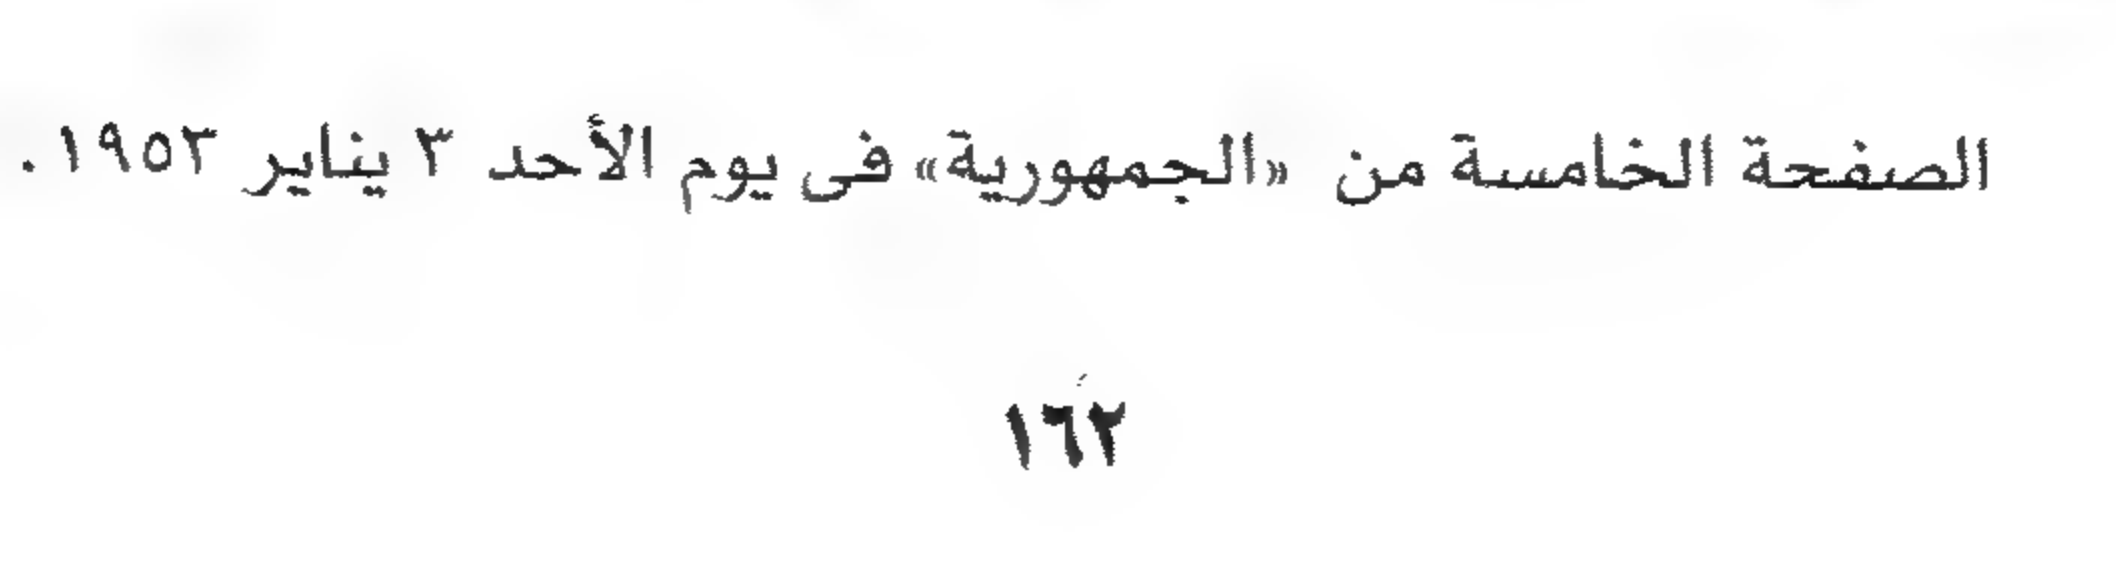 الصفحة الخامسة من «الجمهورية» فى يوم الأحد ٣ يناير ١٩٥٣ .
١٦٢